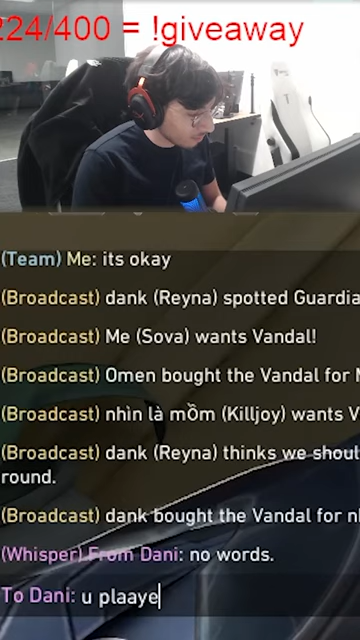 224/400 = !giveaway
(Team) Me: its okay
(Broadcast) dank (Reyna) spotted Guardia
(Broadcast) Me (Sova) wants Vandal!
(Broadcast) Omen bought the Vandal for
(Broadcast) nhìn là mồm (Killjoy) wants V
(Broadcast) dank (Reyna) thinks we shoul
round.
(Broadcast) dank bought the Vandal for n
(Whisper) From Dani: no words.
To Dani: u plaaye